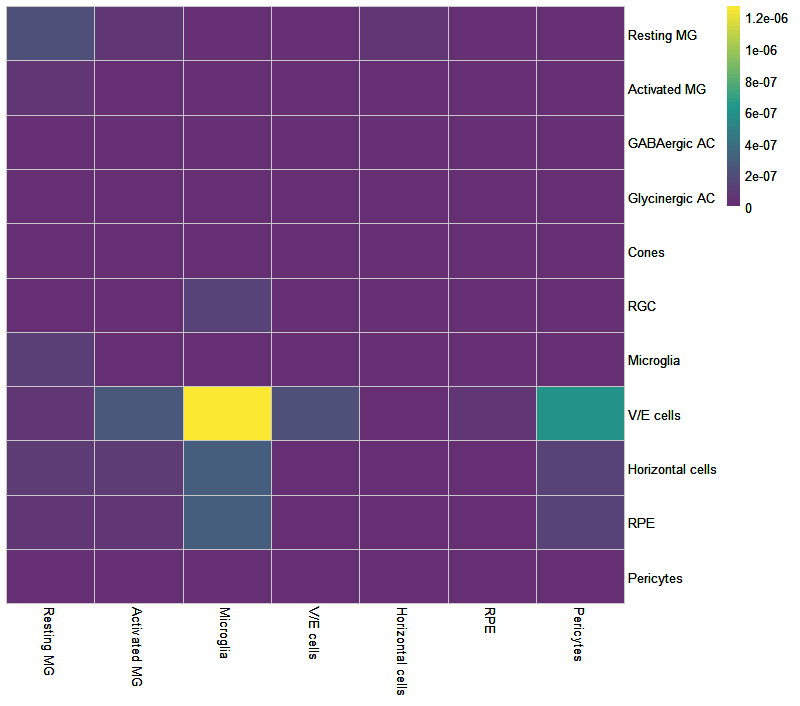 Resting MG
Activated MG
GABAergic AC
Glycinergic AC
Cones
RGC
Microglia
V/E cells
Horizontal cells
RPE
Pericytes
1.2e-06
1e-06
8e-07
6e-07
4e-07
2e-07
0
Resting MG
Activated MG
Microglia
V/E cells
Horizontal cells
RPE
Pericytes